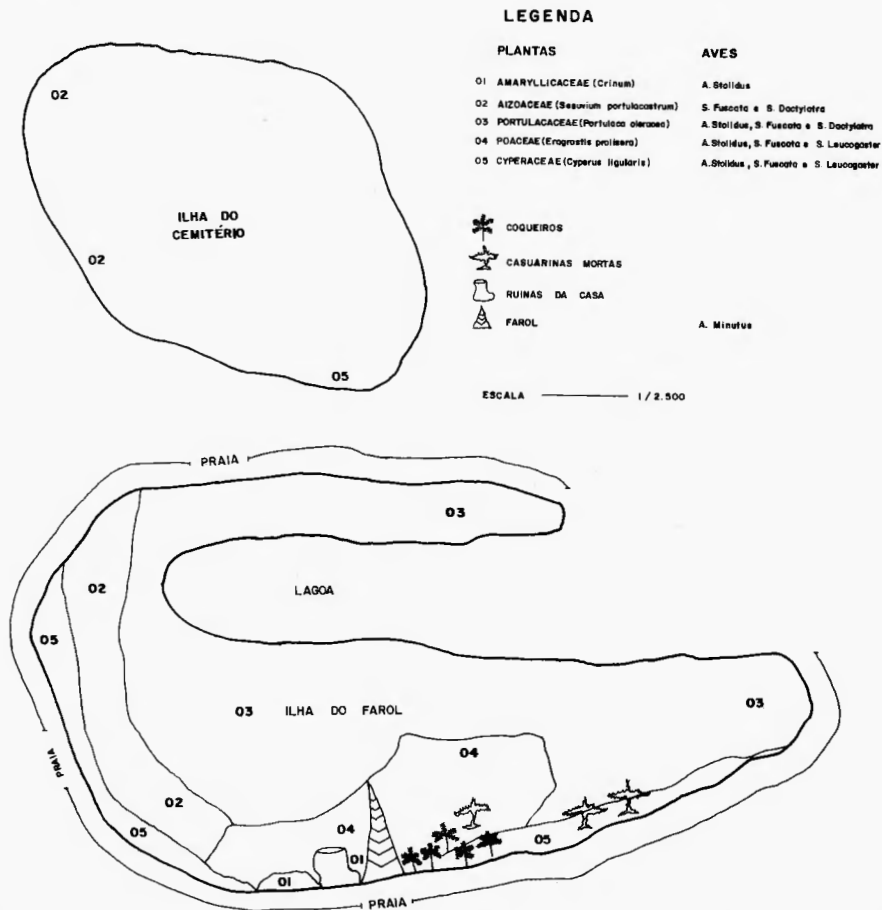 LEGENDA
PLANTAS AVES
01 AMARYLLICACEAE (Crinum) A. Stolidus
02 AIZOACEAE (Sesuvium portulacastrum) S. Fuscata e S. Dactylatra
03 PORTULACACEAE (Portulaca oleracea) A. Stolidus, S. Fuscata e S. Dactylatra
04 POACEAE (Eragrostis prolisera) A. Stolidus, S. Fuscata e S. Leucogaster
05 CYPERACEAE (Cyperus ligularis) A. Stolidus, S. Fuscata e S. Leucogaster
COQUEIROS
CASUARINAS MORTAS
RUINAS DA CASA
FAROL A. Minutus
ESCALA 1/2.500
02
ILHA DO
CEMITÉRIO
02
05
PRAIA
03
02
LAGOA
05
03 ILHA DO FAROL 03
04
PRAIA
02
04
05
05
01
01
PRAIA